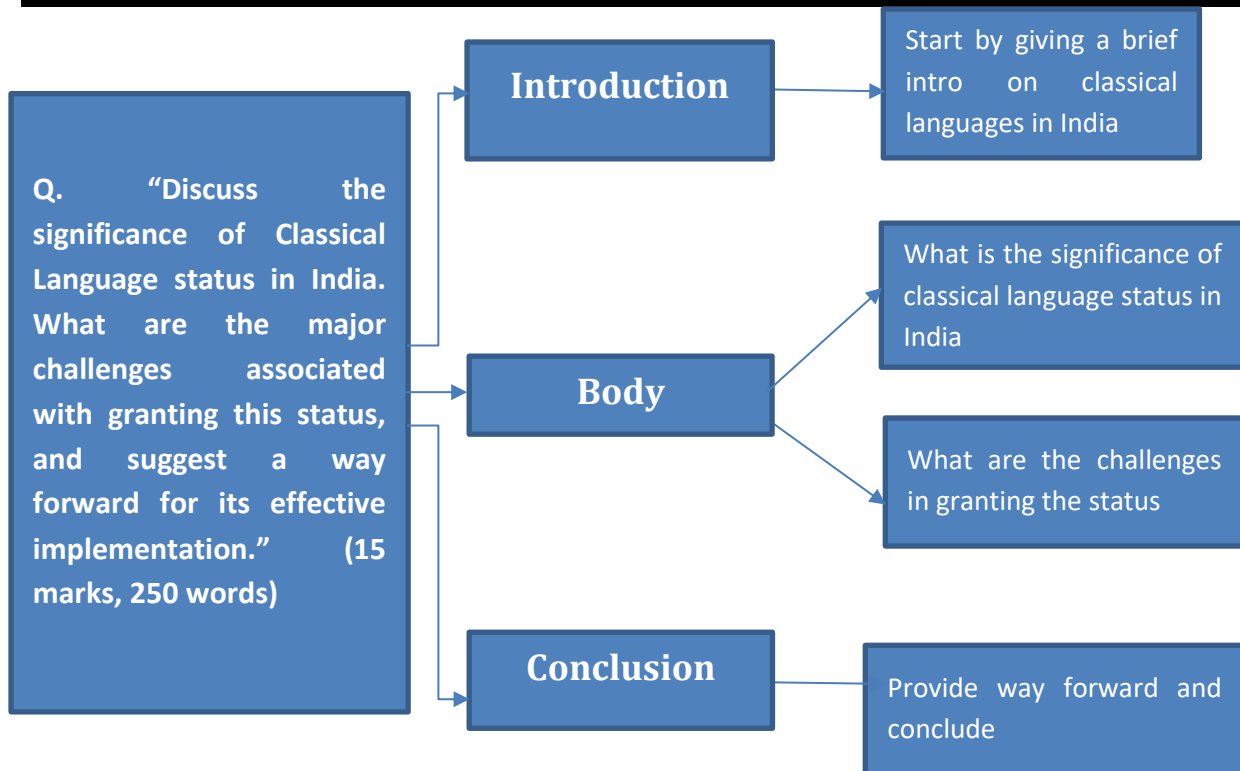 Q. “Discuss the
significance of Classical
Language status in India.
What are the major
challenges associated
with granting this status,
and suggest a way
forward for its effective
implementation.” (15
marks, 250 words)
Introduction
Start by giving a brief
intro on classical
languages in India
Body
What is the significance of
classical language status in
India
What are the challenges
in granting the status
Conclusion
Provide way forward and
conclude